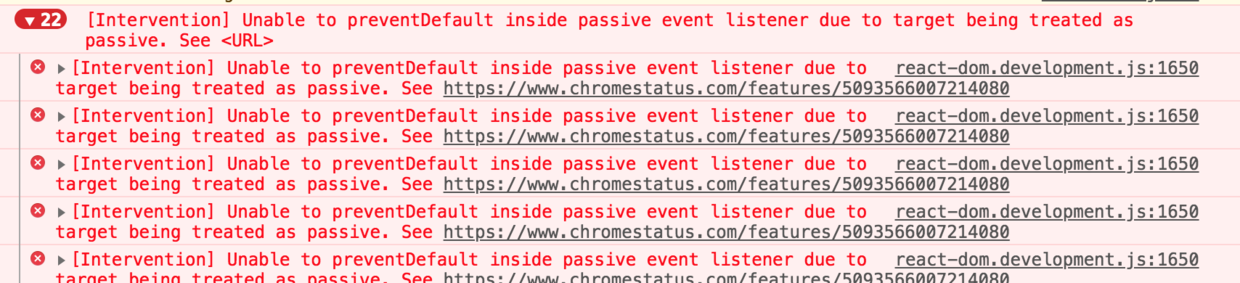 22 [Intervention] Unable to preventDefault inside passive event listener due to target being treated as
passive. See <URL>
[Intervention] Unable to preventDefault inside passive event listener due to react-dom.development.js:1650
target being treated as passive. See https://www.chromestatus.com/features/5093566007214080
[Intervention] Unable to preventDefault inside passive event listener due to react-dom.development.js:1650
target being treated as passive. See https://www.chromestatus.com/features/5093566007214080
[Intervention] Unable to preventDefault inside passive event listener due to react-dom.development.js:1650
target being treated as passive. See https://www.chromestatus.com/features/5093566007214080
[Intervention] Unable to preventDefault inside passive event listener due to react-dom.development.js:1650
target being treated as passive. See https://www.chromestatus.com/features/5093566007214080
[Intervention] Unable to preventDefault inside passive event listener due to react-dom.development.js:1650
target being treated as passive. See https://www.chromestatus.com/features/5093566007214080